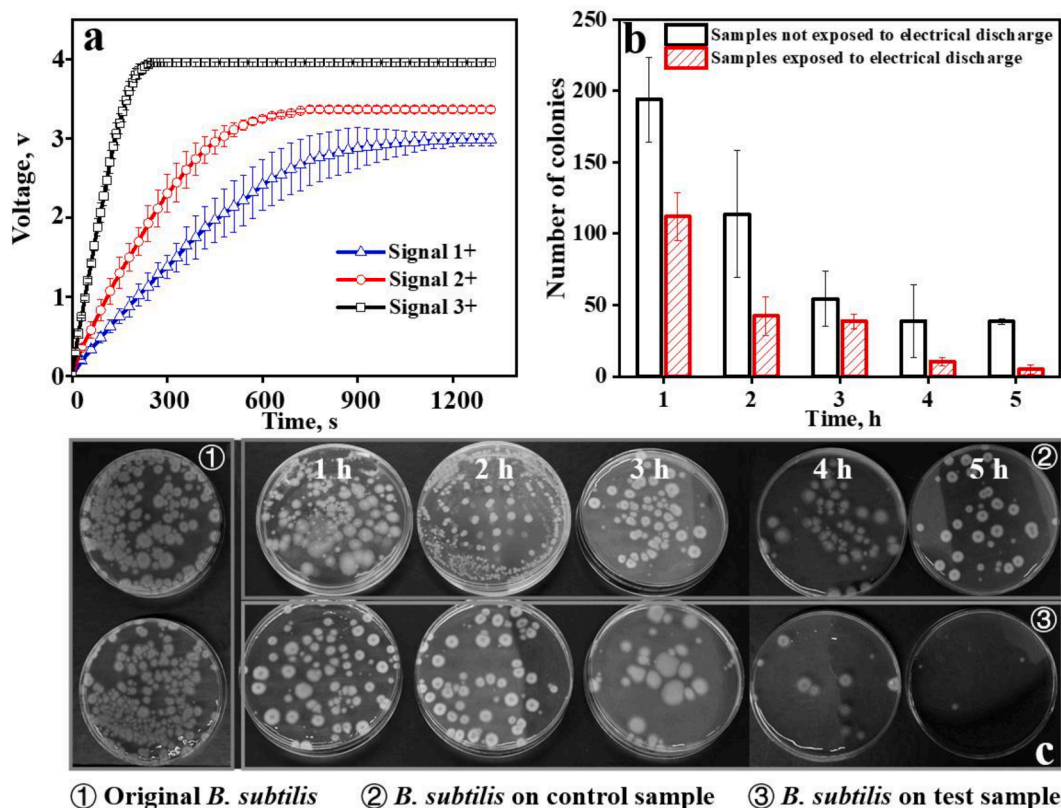 a
Voltage, v
4
3
2
1
0
0 300 600 900 1200
Time, s
Signal 1+
Signal 2+
Signal 3+
b
Number of colonies
250
200
150
100
50
0
1 2 3 4 5
Time, h
Samples not exposed to electrical discharge
Samples exposed to electrical discharge
①
1 h 2 h 3 h 4 h 5 h
②
③
c
① Original B. subtilis ② B. subtilis on control sample ③ B. subtilis on test sample